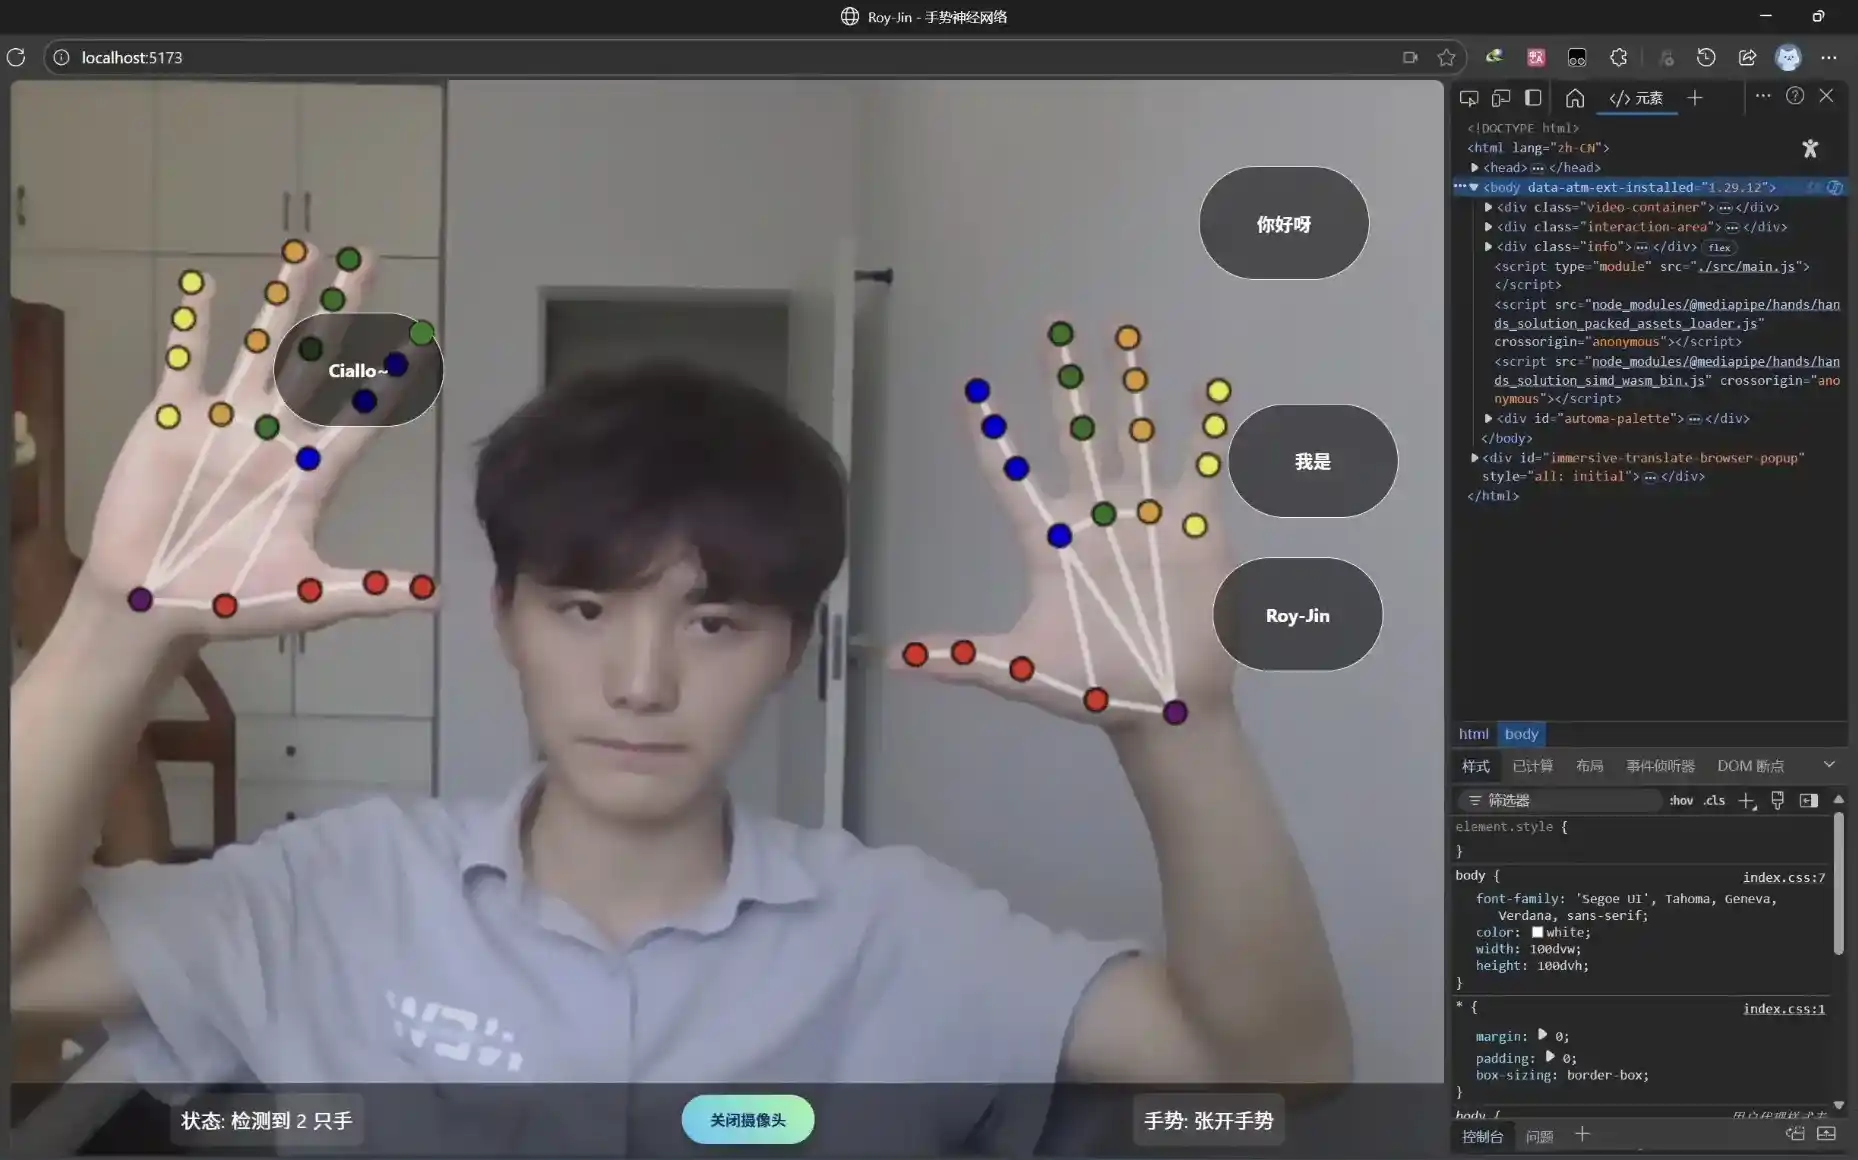 Roy-Jin - 手势神经网络
localhost:5173
元素
<!DOCTYPE html>
<html lang="zh-CN">
<head>…</head>
<body data-atm-ext-installed="1.29.12">
<div class="video-container">…</div>
<div class="interaction-area">…</div>
<div class="info">…</div> flex
<script type="module" src="./src/main.js">
</script>
<script src="node_modules/@mediapipe/hands/han
ds_solution_packed_assets_loader.js"
crossorigin="anonymous"></script>
<script src="node_modules/@mediapipe/hands/han
ds_solution_simd_wasm_bin.js" crossorigin="ano
nymous"></script>
<div id="automa-palette">…</div>
</body>
<div id="immersive-translate-browser-popup"
style="all: initial">…</div>
</html>
你好呀
Ciallo~
我是
Roy-Jin
html body
样式 已计算 布局 事件侦听器 DOM 断点
筛选器 :hov .cls
element.style {
}
body { index.css:7
font-family: 'Segoe UI', Tahoma, Geneva,
Verdana, sans-serif;
color: white;
width: 100dvw;
height: 100dvh;
}
* { index.css:1
margin: 0;
padding: 0;
box-sizing: border-box;
}
body {
状态: 检测到 2 只手
关闭摄像头
手势: 张开手势
控制台 问题